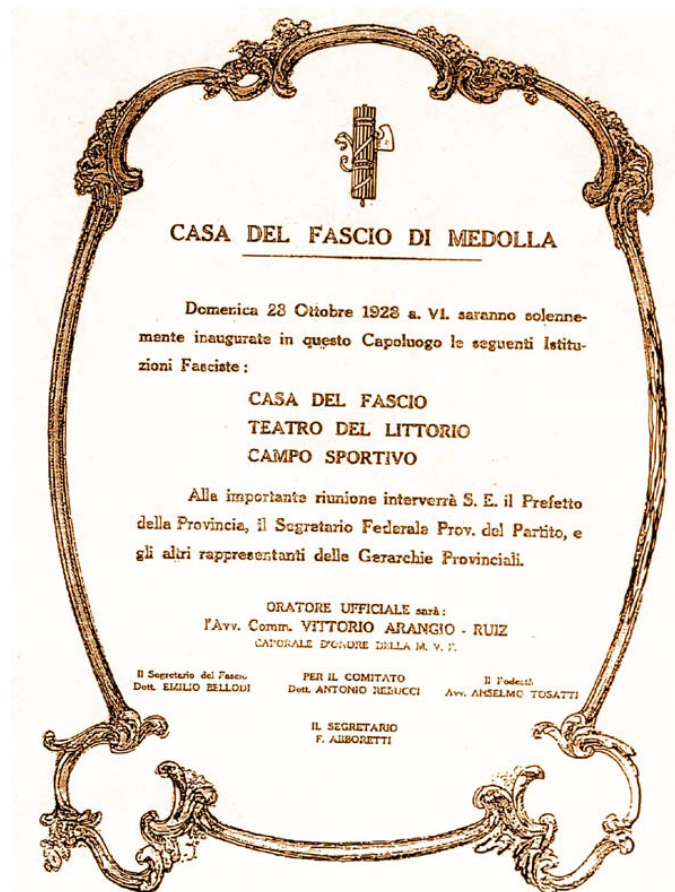 CASA DEL FASCIO DI MEDOLLA
Domenica 28 Ottobre 1928 a. VI. saranno solenne-
mente inaugurate in questo Capoluogo le seguenti Istitu-
zioni Fasciste :
CASA DEL FASCIO
TEATRO DEL LITTORIO
CAMPO SPORTIVO
Alla importante riunione interverrà S. E. il Prefetto
della Provincia, il Segretario Federale Prov. del Partito, e
gli altri rappresentanti delle Gerarchie Provinciali.
ORATORE UFFICIALE sarà :
l'Avv. Comm. VITTORIO ARANGIO - RUIZ
CAPORALE D'ONORE DELLA M. V. F.
Il Segretario del Fascio
Dott. EMILIO BELLODI
PER IL COMITATO
Dott. ANTONIO REBUCCI
Il Podestà
Avv. ANSELMO TOSATTI
IL SEGRETARIO
F. ARBORETTI